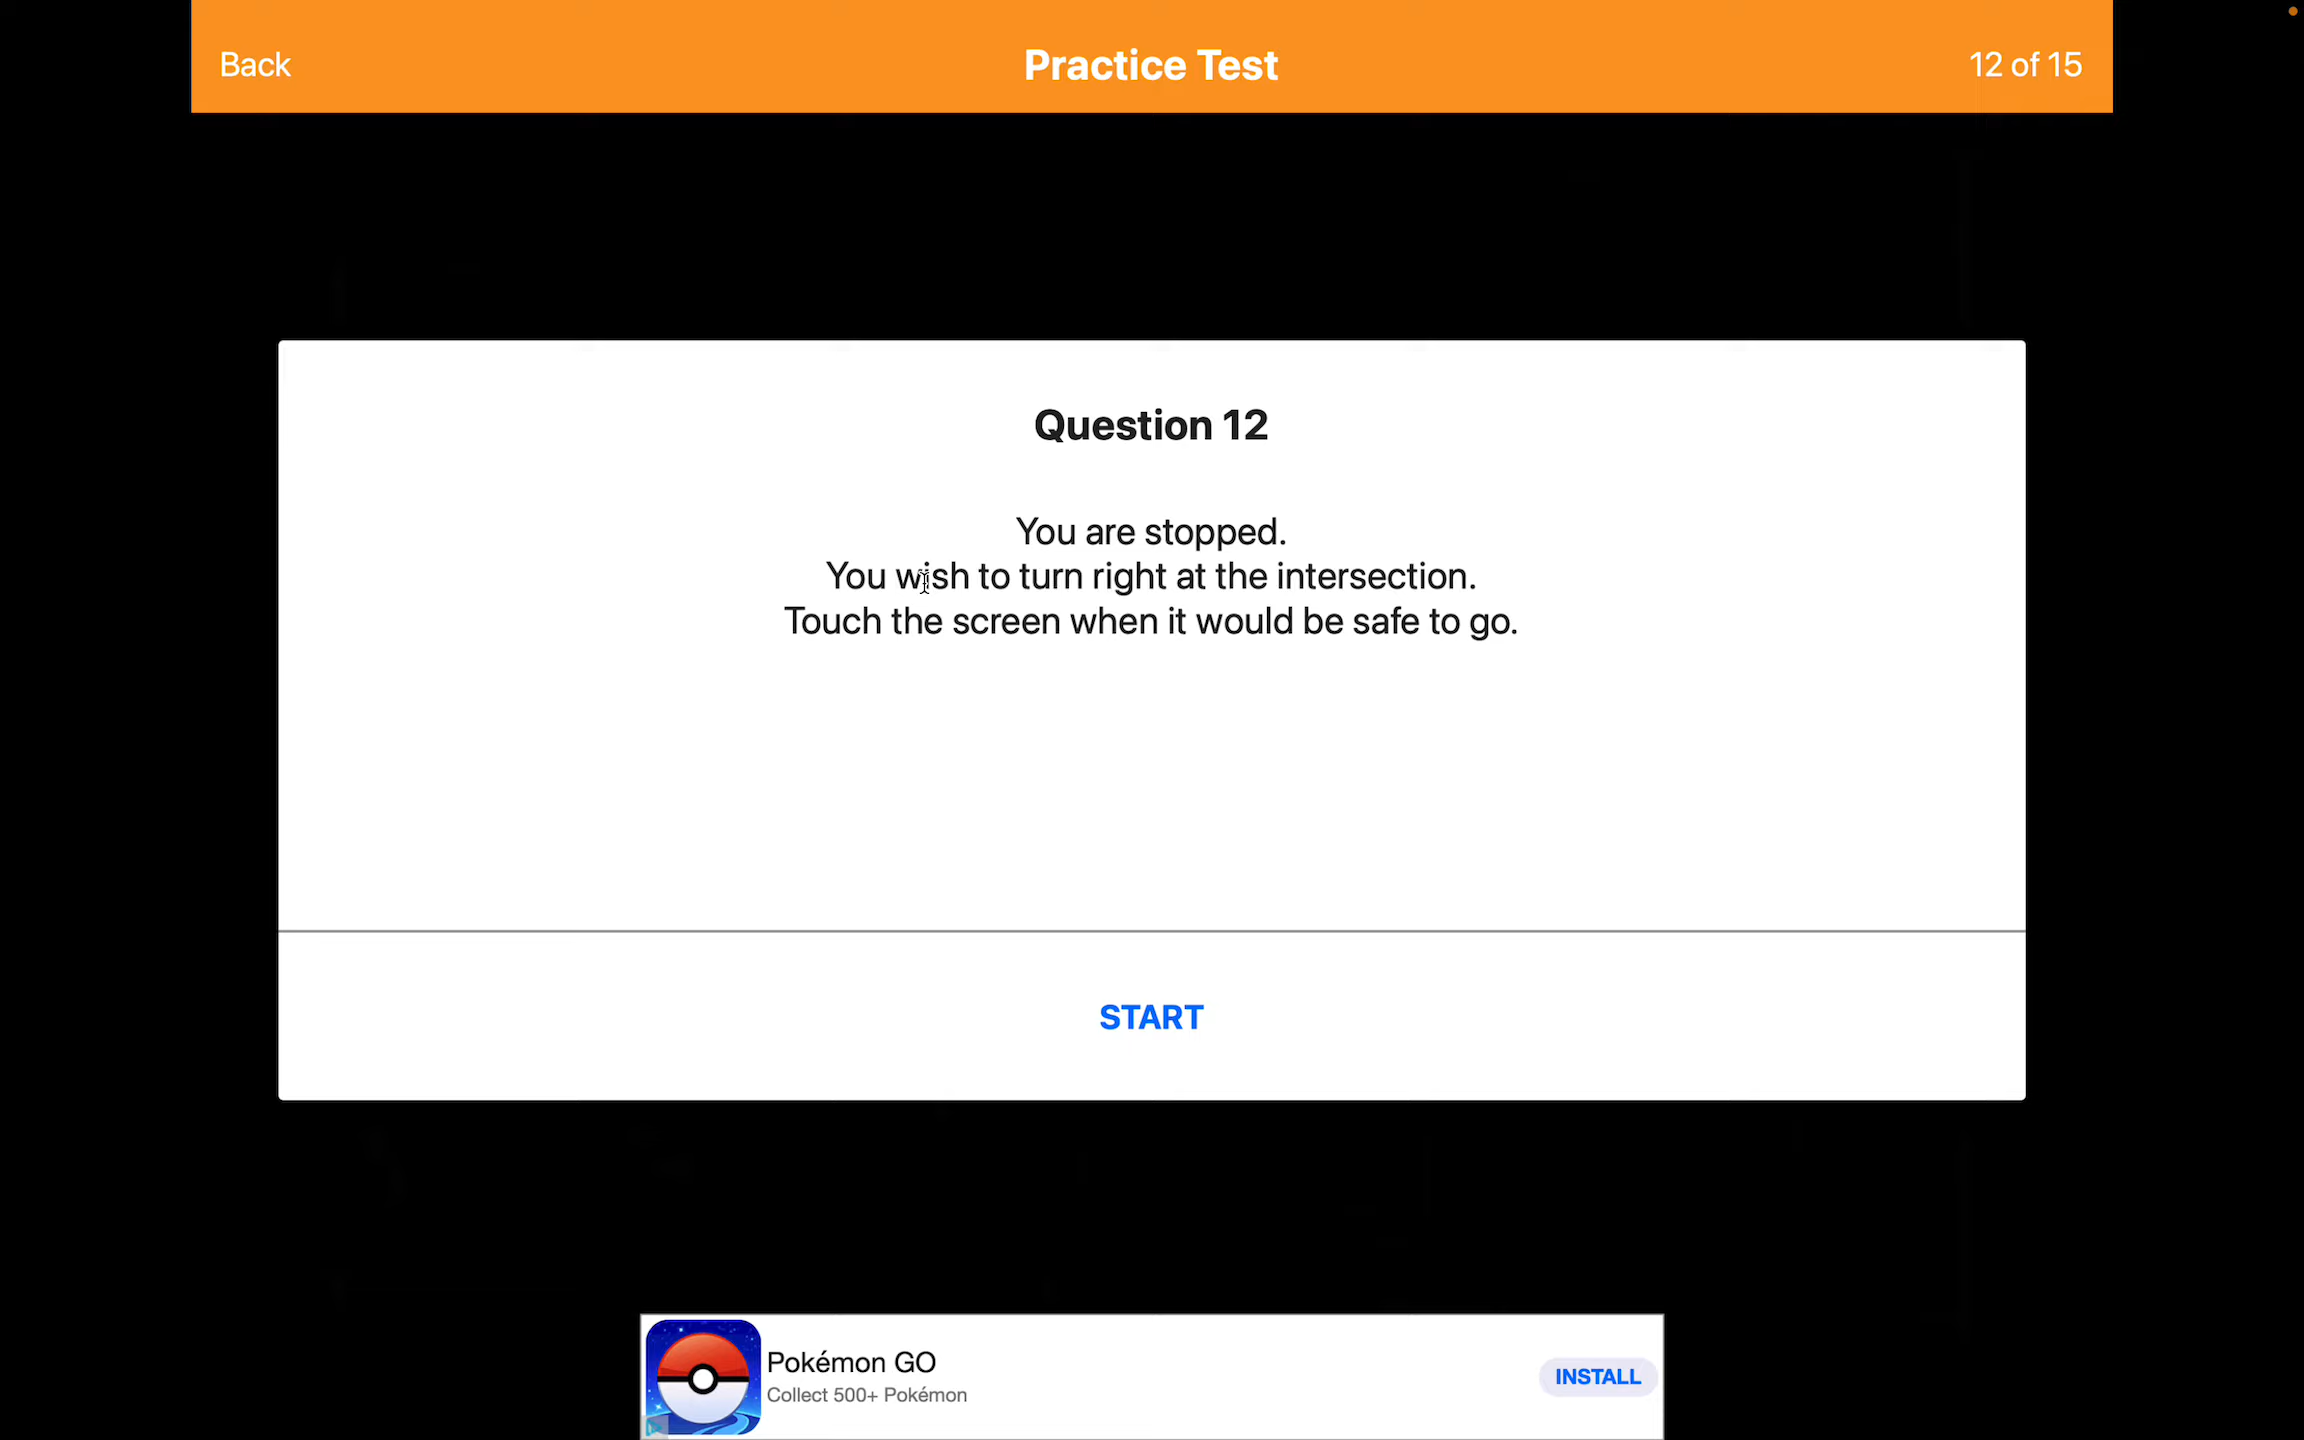 Back
Practice Test
12 of 15
Question 12
You are stopped.
You wish to turn right at the intersection.
Touch the screen when it would be safe to go.
START
Pokémon GO
Collect 500+ Pokémon
INSTALL